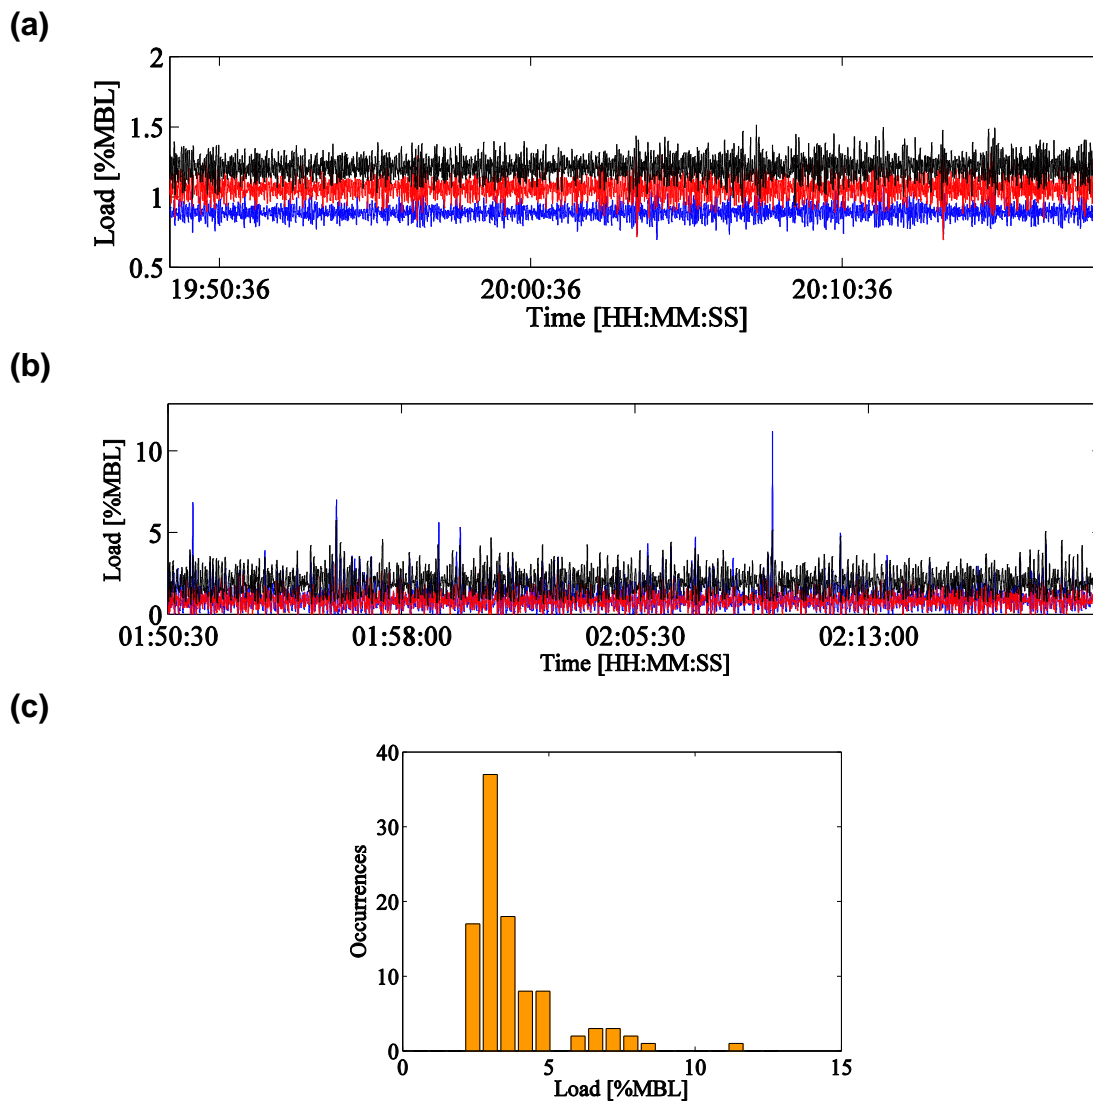 (a)
2
1.5
1
0.5
Load [%MBL]
19:50:36 20:00:36 20:10:36
Time [HH:MM:SS]
(b)
10
5
0
Load [%MBL]
01:50:30 01:58:00 02:05:30 02:13:00
Time [HH:MM:SS]
(c)
40
30
20
10
0
Occurrences
0 5 10 15
Load [%MBL]